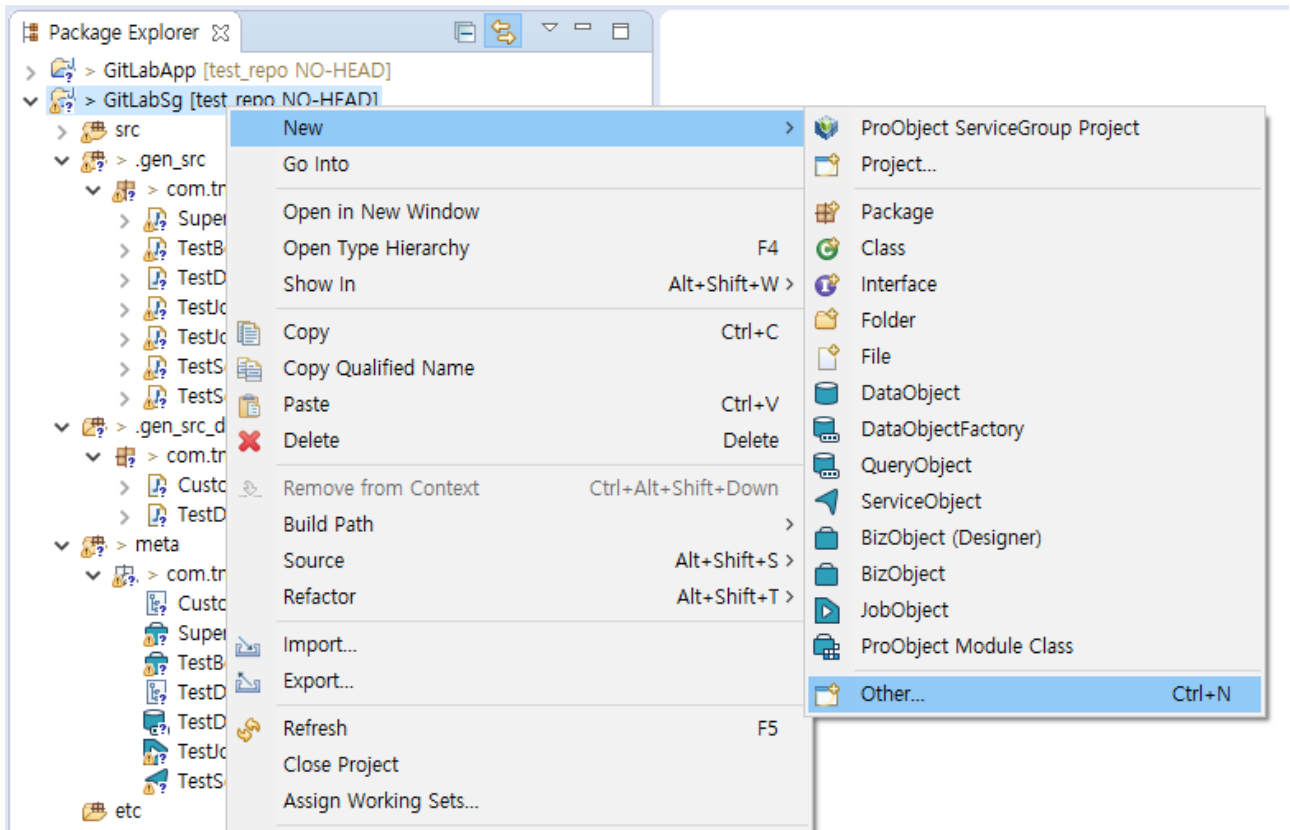 Package Explorer
> GitLabApp [test_repo NO-HEAD]
> GitLabSg [test_repo NO-HEAD]
src
> .gen_src
> com.tr
Super
TestB
TestD
TestJo
TestJo
TestS
TestS
> .gen_src_d
> com.tr
Custo
TestD
> meta
> com.tr
Custo
Super
TestB
TestD
TestD
TestJo
TestS
etc
New >
Go Into
Open in New Window
Open Type Hierarchy F4
Show In Alt+Shift+W >
Copy Ctrl+C
Copy Qualified Name
Paste Ctrl+V
Delete Delete
Remove from Context Ctrl+Alt+Shift+Down
Build Path >
Source Alt+Shift+S >
Refactor Alt+Shift+T >
Import...
Export...
Refresh F5
Close Project
Assign Working Sets...
ProObject ServiceGroup Project
Project...
Package
Class
Interface
Folder
File
DataObject
DataObjectFactory
QueryObject
ServiceObject
BizObject (Designer)
BizObject
JobObject
ProObject Module Class
Other... Ctrl+N